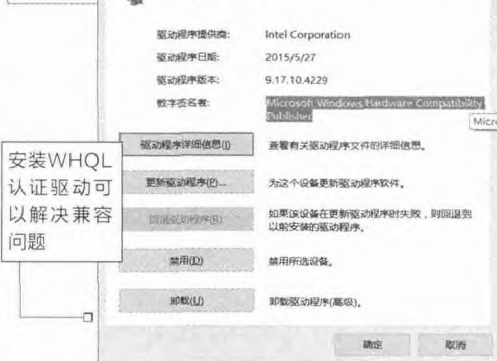 驱动程序提供商: Intel Corporation
驱动程序日期: 2015/5/27
驱动程序版本: 9.17.10.4229
数字签名者: Microsoft Windows Hardware Compatibility
Publisher
Micro
驱动程序详细信息(I) 查看有关驱动程序文件的详细信息。
更新驱动程序(P)... 为这个设备更新驱动程序软件。
回滚驱动程序(R) 如果该设备在更新驱动程序时失败，则回滚到
以前安装的驱动程序。
禁用(D) 禁用所选设备。
卸载(U) 卸载驱动程序(高级)。
确定 取消
安装WHQL
认证驱动可
以解决兼容
问题